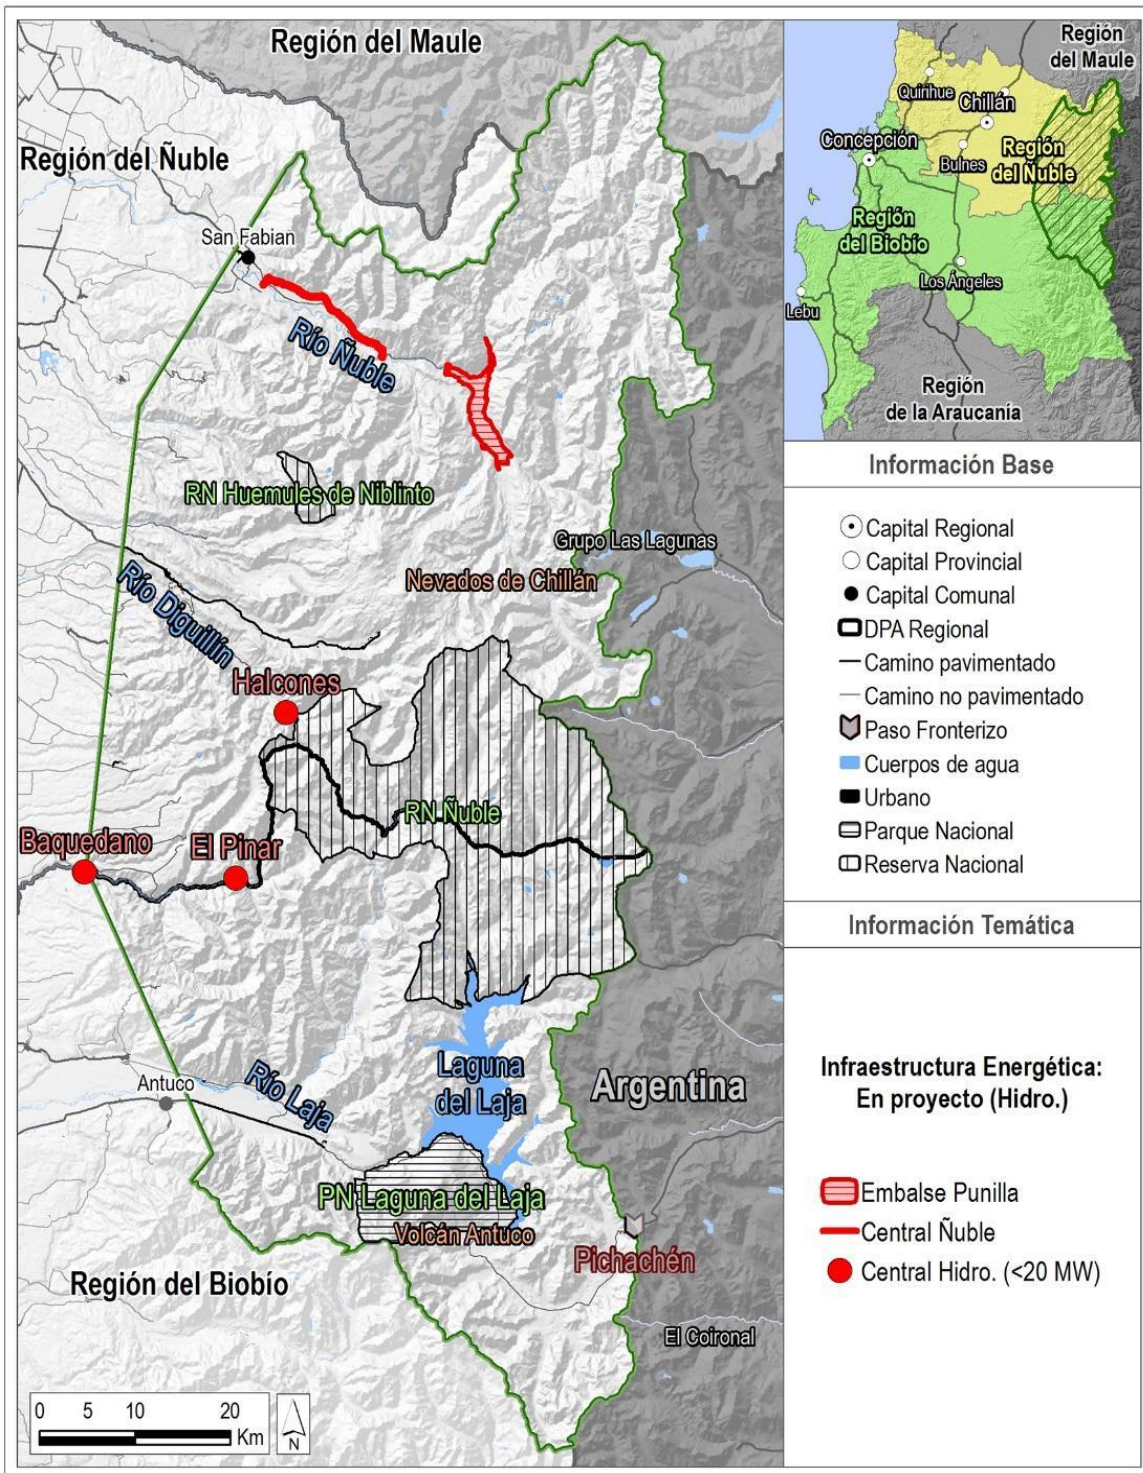 Región del Maule
Región del Ñuble
San Fabian
Río Ñuble
RN Huemules de Niblinto
Grupo Las Lagunas
Nevados de Chillán
Río Diguillín
Halcones
RN Ñuble
Baquedano
El Pinar
Antuco
Río Laja
Laguna
del Laja
Argentina
PN Laguna del Laja
Volcán Antuco
Pichachén
Región del Biobío
El Coironal
0 5 10 20
Km
N
Región
del Maule
Quirihue
Chillán
Concepción
Bulnes
Región
del Ñuble
Región
del Biobío
Los Ángeles
Lebu
Región
de la Araucanía
Información Base
Capital Regional
Capital Provincial
Capital Comunal
DPA Regional
Camino pavimentado
Camino no pavimentado
Paso Fronterizo
Cuerpos de agua
Urbano
Parque Nacional
Reserva Nacional
Información Temática
Infraestructura Energética:
En proyecto (Hidro.)
Embalse Punilla
Central Ñuble
Central Hidro. (<20 MW)